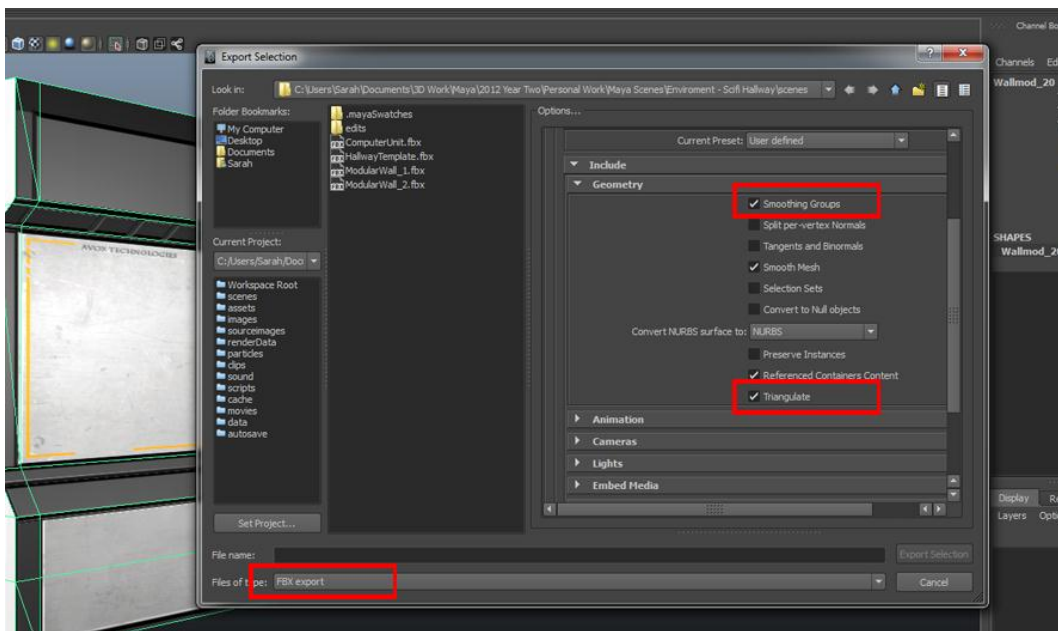 Channel Bo
Export Selection
Channels Ed
Wallmod_20
Look in: C:\Users\Sarah\Documents\3D Work\Maya\2012 Year Two\Personal Work\Maya Scenes\Enviroment - Scifi Hallway\scenes
Folder Bookmarks:
My Computer
Desktop
Documents
Sarah
.mayaSwatches
edits
ComputerUnit.fbx
HallwayTemplate.fbx
ModularWall_1.fbx
ModularWall_2.fbx
Options...
Current Preset: User defined
Include
Geometry
Smoothing Groups
Split per-vertex Normals
Tangents and Binormals
Smooth Mesh
Selection Sets
Convert to Null objects
Convert NURBS surface to: NURBS
Preserve Instances
Referenced Containers Content
Triangulate
Animation
Cameras
Lights
Embed Media
Current Project:
C:/Users/Sarah/Doc
Workspace Root
scenes
assets
images
sourceimages
renderData
particles
clips
sound
scripts
cache
movies
data
autosave
Set Project...
SHAPES
Wallmod_20
TECHNOLOGIES
Display R
Layers Opti
File name:
Export Selection
Files of type: FBX export
Cancel